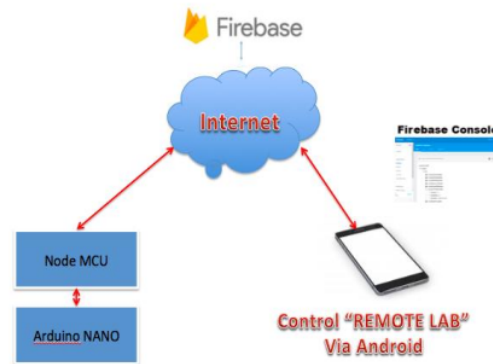 Firebase
Internet
Firebase Console
Node MCU
Arduino NANO
Control “REMOTE LAB”
Via Android